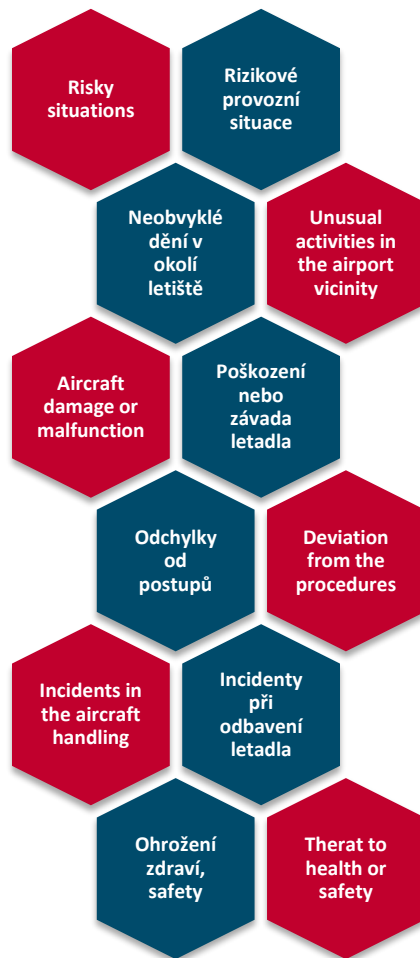 Risky
situations
Rizikové
provozní
situace
Neobvyklé
dění v
okolí
letiště
Unusual
activities in
the airport
vicinity
Aircraft
damage or
malfunction
Poškození
nebo
závada
letadla
Odchylky
od
postupů
Deviation
from the
procedures
Incidents in
the aircraft
handling
Incidenty
při
odbavení
letadla
Ohrožení
zdraví,
safety
Therat to
health or
safety